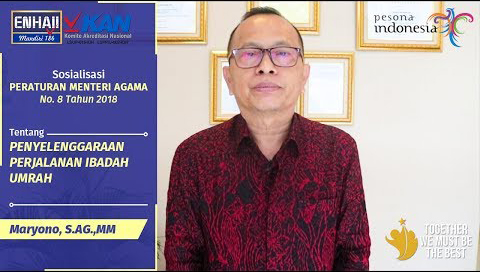 ENHAII
Mandiri 186
KAN
Komite Akreditasi Nasional
pesona
indonesia
Sosialisasi
PERATURAN MENTERI AGAMA
No. 8 Tahun 2018
Tentang
PENYELENGGARAAN
PERJALANAN IBADAH
UMRAH
Maryono, S.AG.,MM
TOGETHER
WE MUST BE
THE BEST